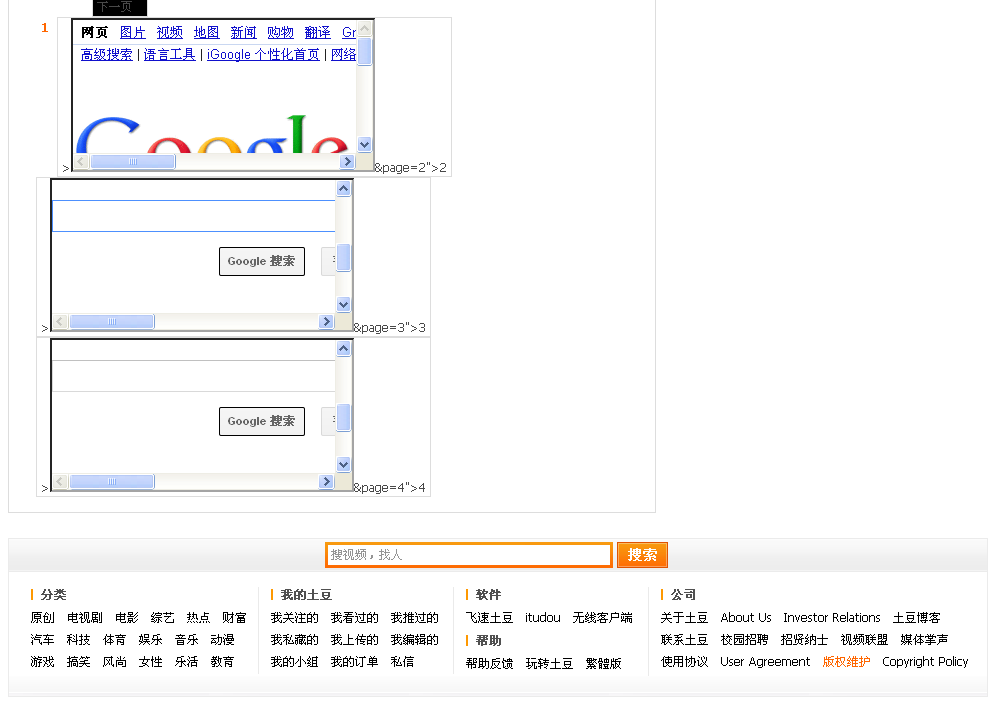 下一页
1
网页 图片 视频 地图 新闻 购物 翻译 Gr
高级搜索 | 语言工具 | iGoogle 个性化首页 | 网络
Google
>&page=2">2
Google 搜索
>&page=3">3
Google 搜索
>&page=4">4
搜视频，找人 搜索
分类
原创 电视剧 电影 综艺 热点 财富
汽车 科技 体育 娱乐 音乐 动漫
游戏 搞笑 风尚 女性 乐活 教育
我的土豆
我关注的 我看过的 我推过的
我私藏的 我上传的 我编辑的
我的小组 我的订单 私信
软件
飞速土豆 itudou 无线客户端
帮助
帮助反馈 玩转土豆 繁體版
公司
关于土豆 About Us Investor Relations 土豆博客
联系土豆 校园招聘 招贤纳士 视频联盟 媒体掌声
使用协议 User Agreement 版权维护 Copyright Policy